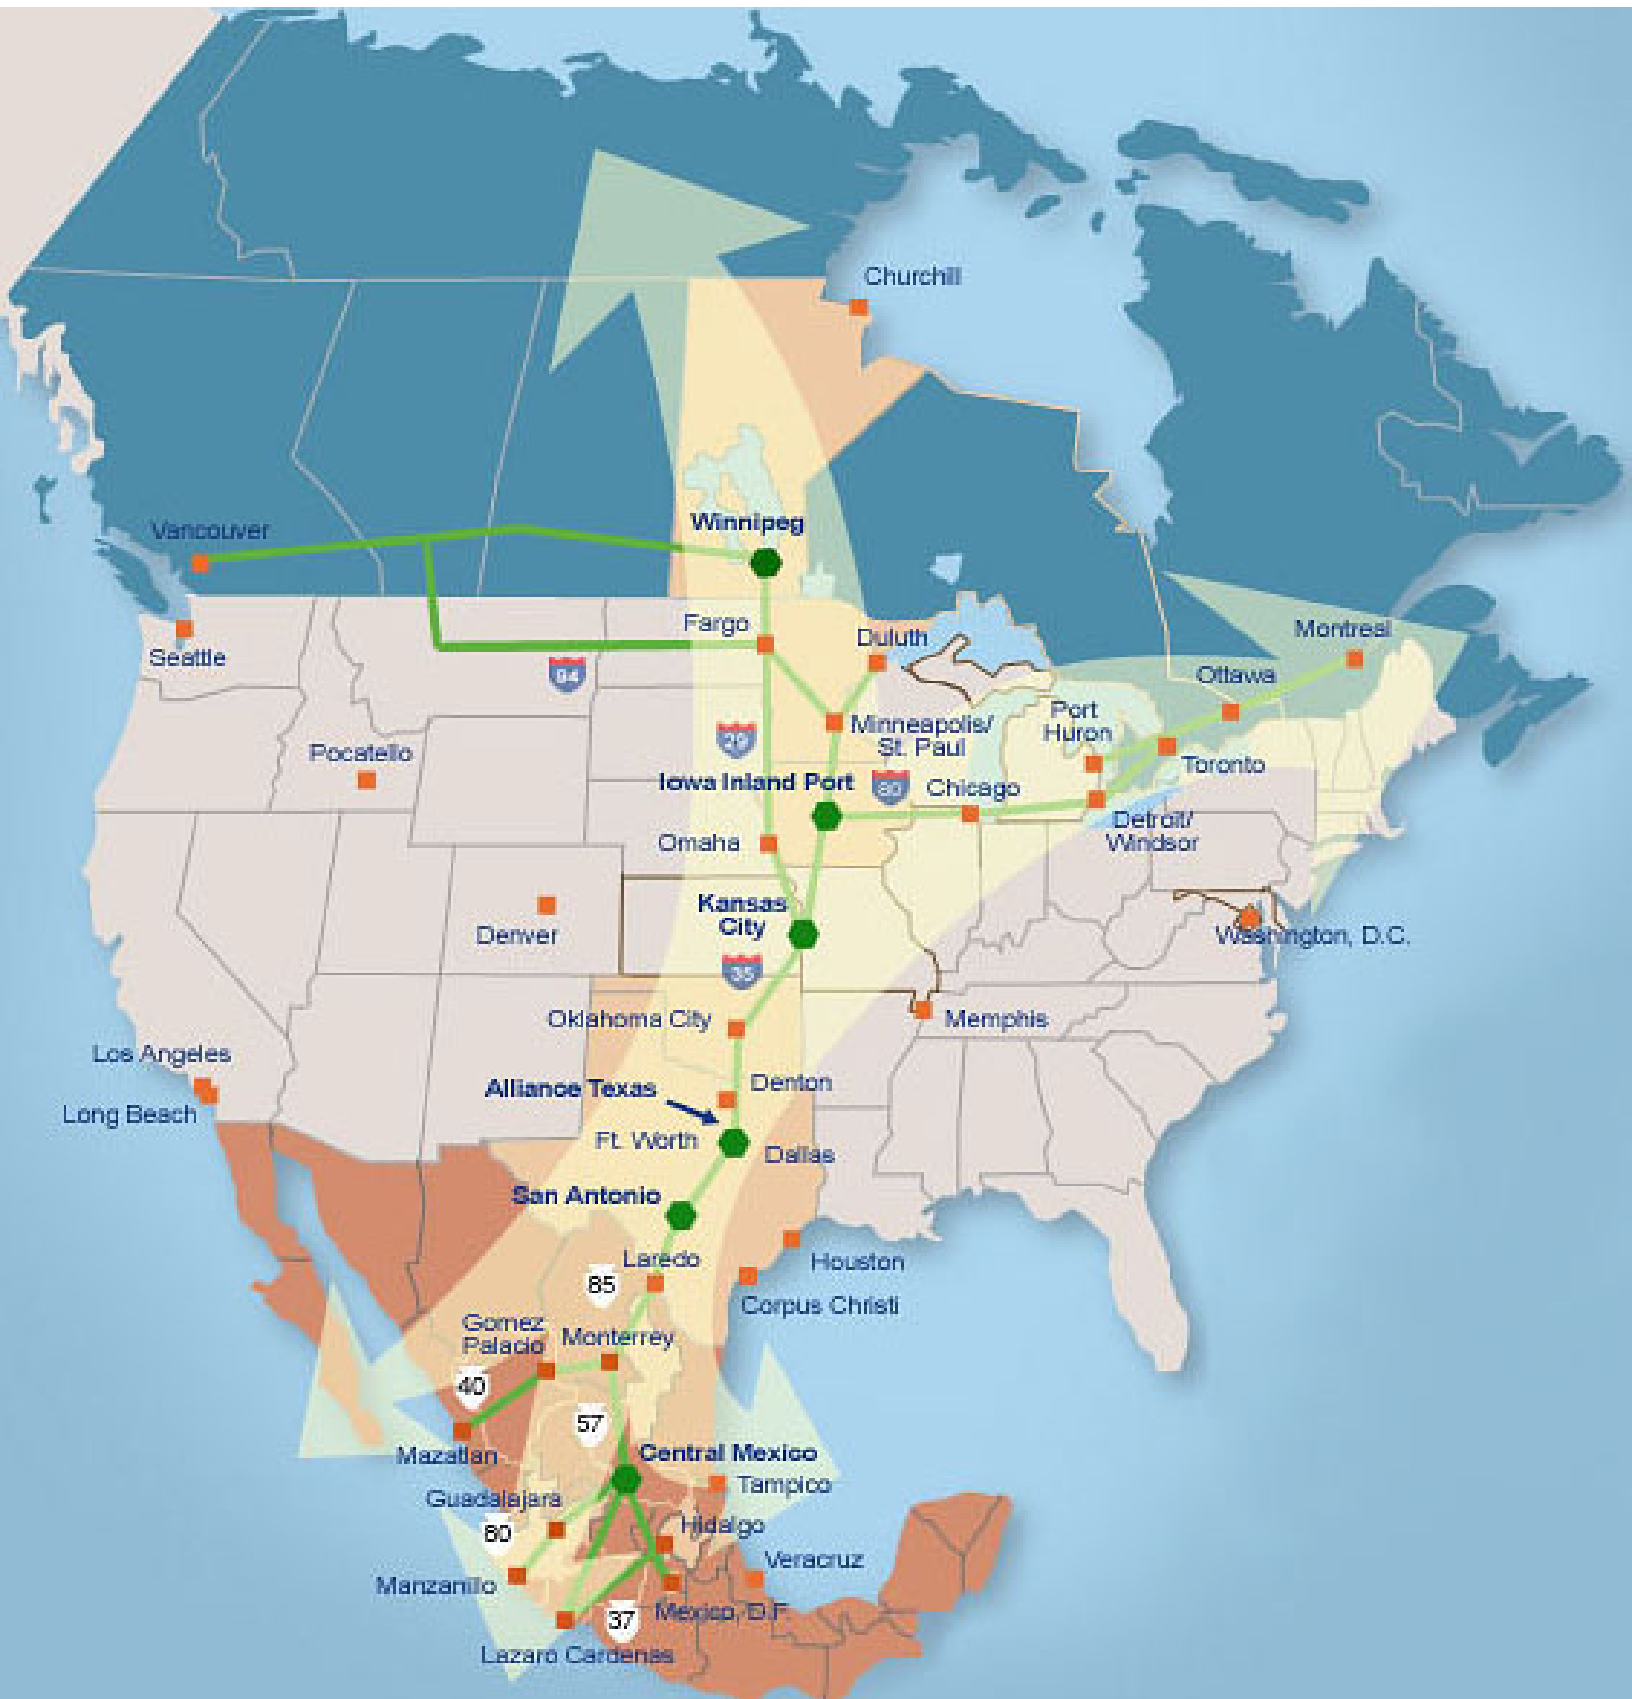 Churchill
Vancouver
Winnipeg
Seattle
Fargo
Duluth
Montreal
Ottawa
94
Minneapolis/
St. Paul
Port
Huron
29
Pocatello
Toronto
Iowa Inland Port
80
Chicago
Omaha
Detroit/
Windsor
Kansas
City
Denver
Washington, D.C.
35
Oklahoma City
Memphis
Los Angeles
Long Beach
Denton
Alliance Texas
Ft. Worth
Dallas
San Antonio
Laredo
Houston
85
Corpus Christi
Gomez
Palacio
Monterrey
40
57
Mazatlan
Central Mexico
Tampico
Guadalajara
80
Hidalgo
Veracruz
Manzanillo
Mexico, D.F.
37
Lazaro Cardenas